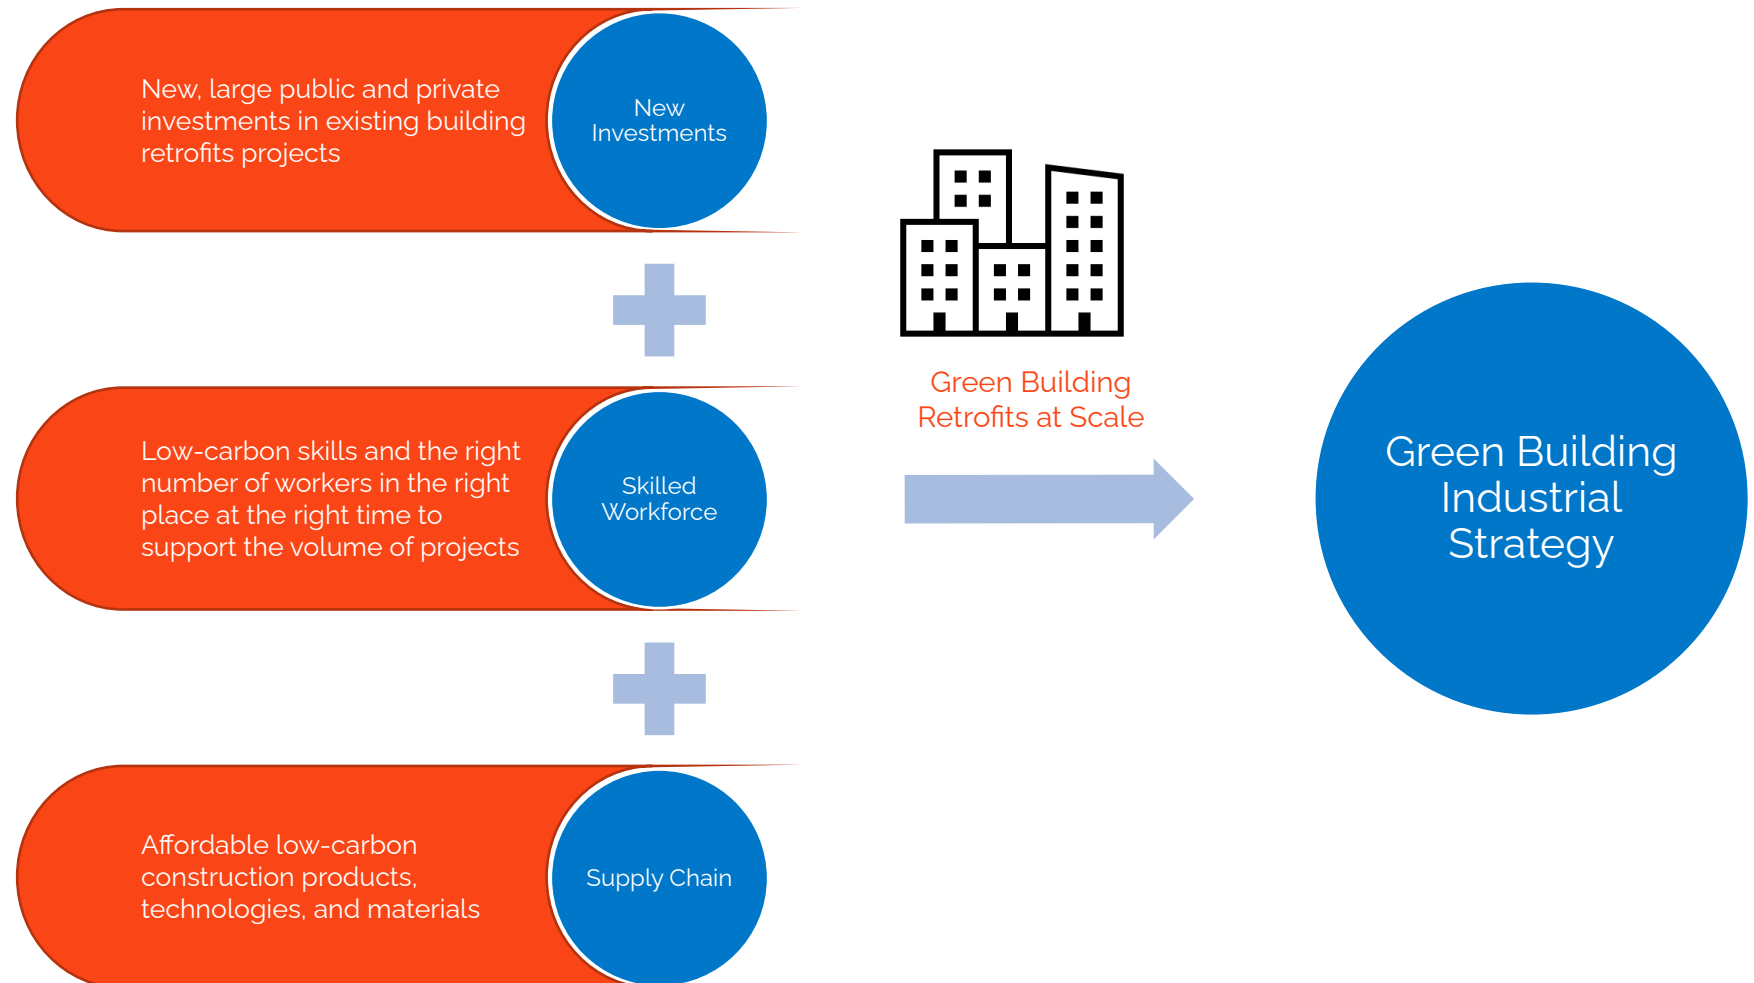 New, large public and private
investments in existing building
retrofits projects
New
Investments
Low-carbon skills and the right
number of workers in the right
place at the right time to
support the volume of projects
Skilled
Workforce
Affordable low-carbon
construction products,
technologies, and materials
Supply Chain
Green Building
Retrofits at Scale
Green Building
Industrial
Strategy